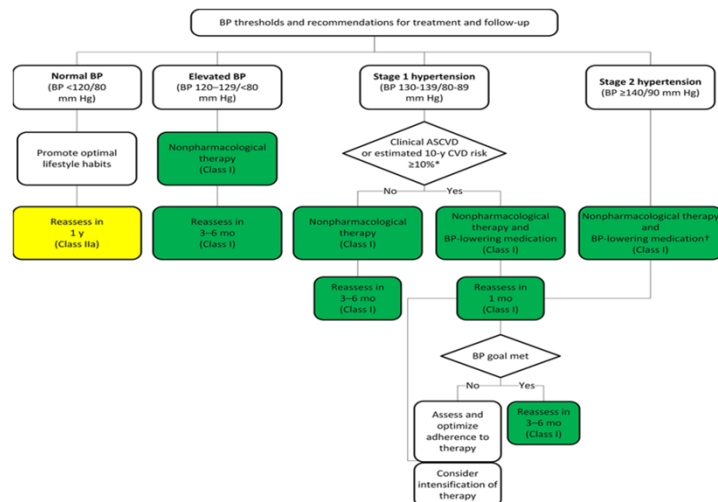 BP thresholds and recommendations for treatment and follow-up
Normal BP
(BP <120/80
mm Hg)
Elevated BP
(BP 120–129/<80
mm Hg)
Stage 1 hypertension
(BP 130-139/80-89
mm Hg)
Stage 2 hypertension
(BP ≥140/90 mm Hg)
Promote optimal
lifestyle habits
Nonpharmacological
therapy
(Class I)
Clinical ASCVD
or estimated 10-y CVD risk
≥10%*
No
Yes
Reassess in
1 y
(Class IIa)
Reassess in
3–6 mo
(Class I)
Nonpharmacological
therapy
(Class I)
Nonpharmacological
therapy and
BP-lowering medication
(Class I)
Nonpharmacological therapy
and
BP-lowering medication†
(Class I)
Reassess in
3–6 mo
(Class I)
Reassess in
1 mo
(Class I)
BP goal met
No
Yes
Assess and
optimize
adherence to
therapy
Reassess in
3–6 mo
(Class I)
Consider
intensification of
therapy